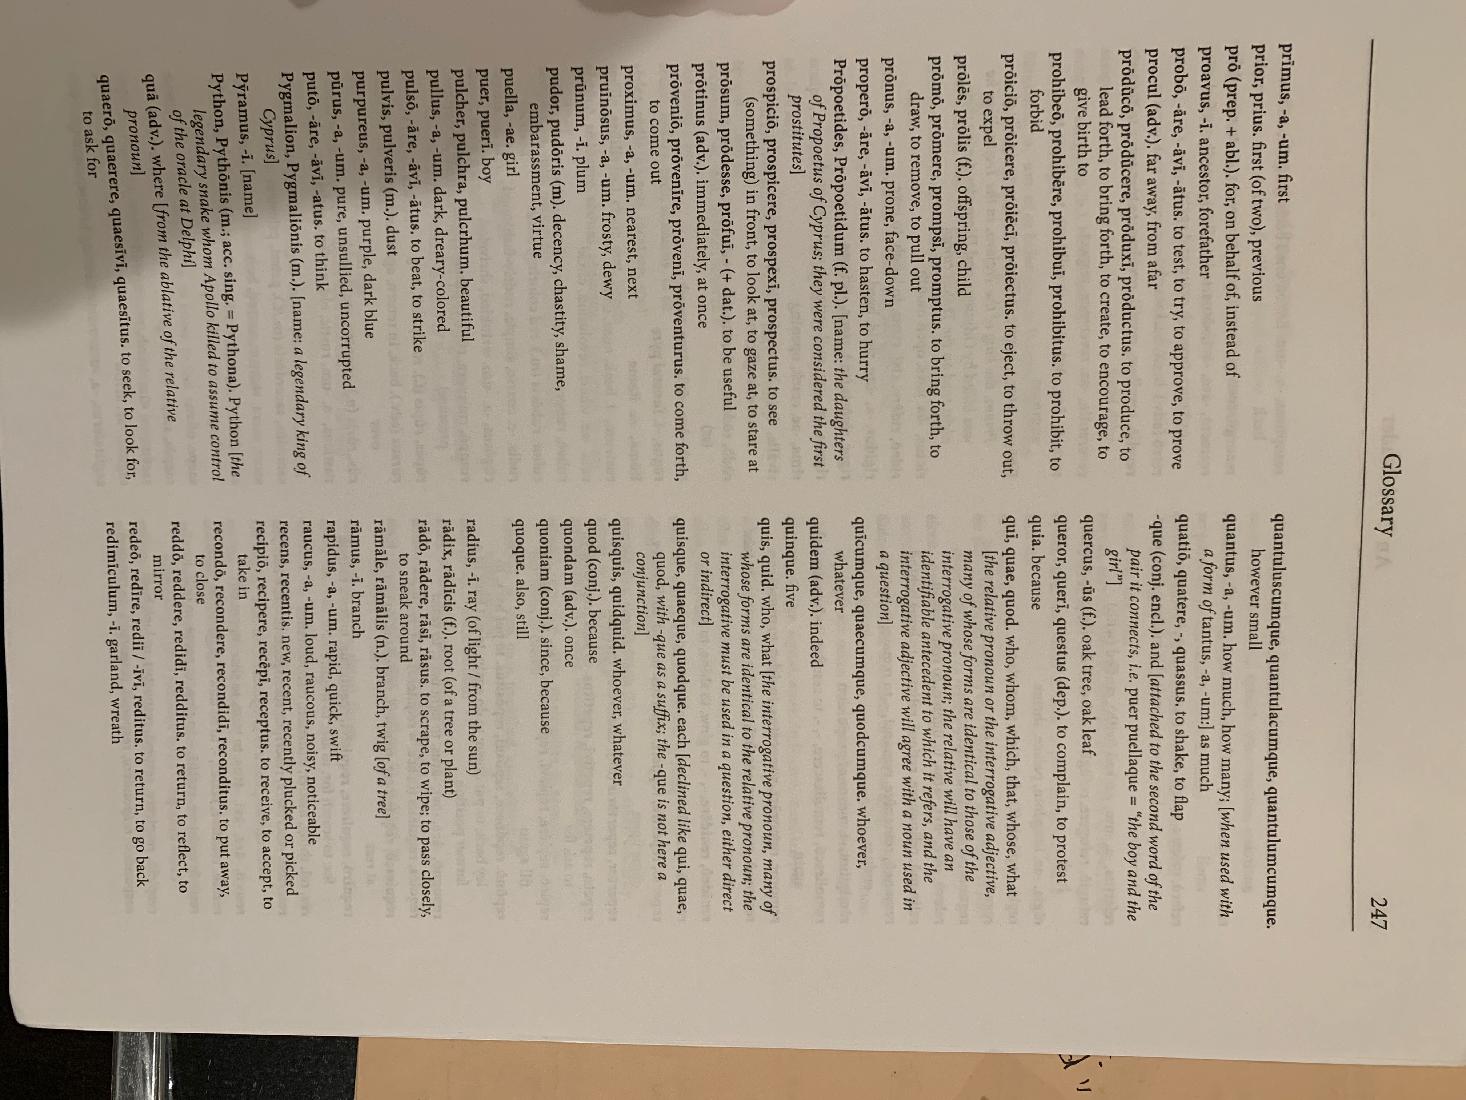 Glossary 247
prīmus, -a, -um. first
prior, prius. first (of two), previous
prō (prep. + abl.). for, on behalf of, instead of
proavus, -ī. ancestor, forefather
probō, -āre, -āvī, -ātus. to test, to try, to approve, to prove
procul (adv.). far away, from afar
prōdūcō, prōdūcere, prōduxī, prōductus. to produce, to
lead forth, to bring forth, to create, to encourage, to
give birth to
prohibeō, prohibēre, prohibuī, prohibitus. to prohibit, to
forbid
prōiciō, prōicere, prōiēcī, prōiectus. to eject, to throw out,
to expel
prōlēs, prōlis (f.). offspring, child
prōmō, prōmere, prompsī, promptus. to bring forth, to
draw, to remove, to pull out
prōnus, -a, -um. prone, face-down
properō, -āre, -āvī, -ātus. to hasten, to hurry
Prōpoetides, Prōpoetidum (f. pl.). [name: the daughters
of Propoetus of Cyprus; they were considered the first
prostitutes]
prospiciō, prospicere, prospexī, prospectus. to see
(something) in front, to look at, to gaze at, to stare at
prōsum, prōdesse, prōfuī, - (+ dat.). to be useful
prōtinus (adv.). immediately, at once
prōveniō, prōvenīre, prōvenī, prōventurus. to come forth,
to come out
proximus, -a, -um. nearest, next
pruinōsus, -a, -um. frosty, dewy
prūnum, -ī. plum
pudor, pudōris (m). decency, chastity, shame,
embarassment, virtue
puella, -ae. girl
puer, puerī. boy
pulcher, pulchra, pulcrhum. beautiful
pullus, -a, -um. dark, dreary-colored
pulsō, -āre, -āvī, -ātus. to beat, to strike
pulvis, pulveris (m.). dust
purpureus, -a, -um. purple, dark blue
pūrus, -a, -um. pure, unsullied, uncorrupted
putō, -āre, -āvī, -atus. to think
Pygmalion, Pygmaliōnis (m.). [name: a legendary king of
Cyprus]
Pȳramus, -ī. [name]
Python, Pythōnis (m.; acc. sing. = Pythona). Python [the
legendary snake whom Apollo killed to assume control
of the oracle at Delphi]
quā (adv.). where [from the ablative of the relative
pronoun]
quaerō, quaerere, quaesīvī, quaesītus. to seek, to look for,
to ask for
quantuluscumque, quantulacumque, quantulumcumque.
however small
quantus, -a, -um. how much, how many; [when used with
a form of tantus, -a, -um:] as much
quatiō, quatere, -, quassus. to shake, to flap
-que (conj. encl.). and [attached to the second word of the
pair it connects, i.e. puer puellaque = “the boy and the
girl”]
quercus, -ūs (f.). oak tree, oak leaf
queror, querī, questus (dep.). to complain, to protest
quia. because
quī, quae, quod. who, whom, which, that, whose, what
[the relative pronoun or the interrogative adjective,
many of whose forms are identical to those of the
interrogative pronoun; the relative will have an
identifiable antecedent to which it refers, and the
interrogative adjective will agree with a noun used in
a question]
quīcumque, quaecumque, quodcumque. whoever,
whatever
quidem (adv.). indeed
quinque. five
quis, quid. who, what [the interrogative pronoun, many of
whose forms are identical to the relative pronoun; the
interrogative must be used in a question, either direct
or indirect]
quisque, quaeque, quodque. each [declined like qui, quae,
quod, with -que as a suffix; the -que is not here a
conjunction]
quisquis, quidquid. whoever, whatever
quod (conj.). because
quondam (adv.). once
quoniam (conj.). since, because
quoque. also, still
radius, -ī. ray (of light / from the sun)
rādix, rādicis (f.). root (of a tree or plant)
rādō, rādere, rāsī, rāsus. to scrape, to wipe; to pass closely,
to sneak around
rāmāle, rāmālis (n.). branch, twig [of a tree]
rāmus, -ī. branch
rapidus, -a, -um. rapid, quick, swift
raucus, -a, -um. loud, raucous, noisy, noticeable
recens, recentis. new, recent, recently plucked or picked
recipiō, recipere, recēpī, receptus. to receive, to accept, to
take in
recondō, recondere, recondidī, reconditus. to put away,
to close
reddō, reddere, redidī, redditus. to return, to reflect, to
mirror
redeō, redīre, rediī / -īvī, reditus. to return, to go back
redimīculum, -ī. garland, wreath